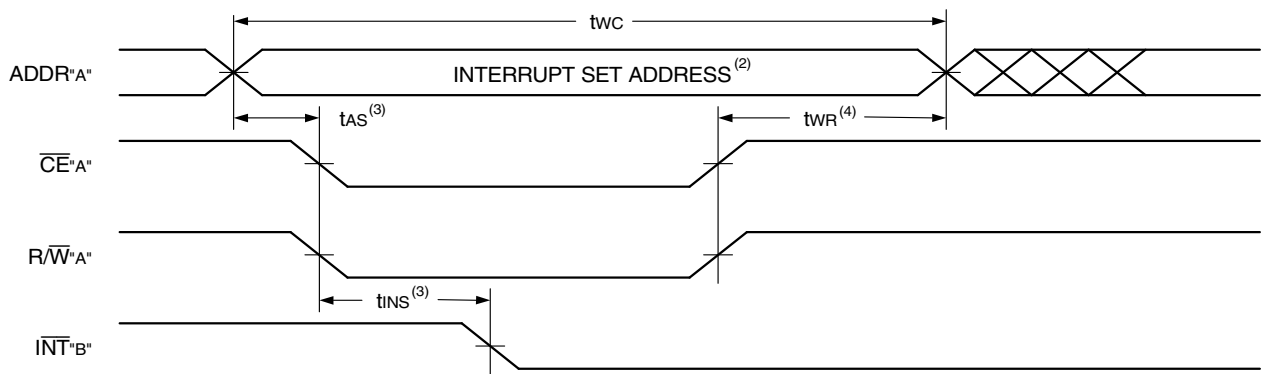 tWC
ADDR"A"
INTERRUPT SET ADDRESS(2)
tAS(3)
tWR(4)
CE"A"
R/W"A"
tINS(3)
INT"B"